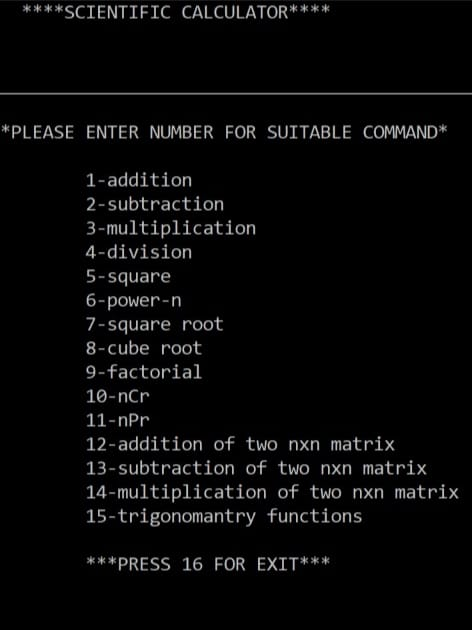 ****SCIENTIFIC CALCULATOR****
*PLEASE ENTER NUMBER FOR SUITABLE COMMAND*
1-addition
2-subtraction
3-multiplication
4-division
5-square
6-power-n
7-square root
8-cube root
9-factorial
10-nCr
11-nPr
12-addition of two nxn matrix
13-subtraction of two nxn matrix
14-multiplication of two nxn matrix
15-trigonomantry functions
***PRESS 16 FOR EXIT***